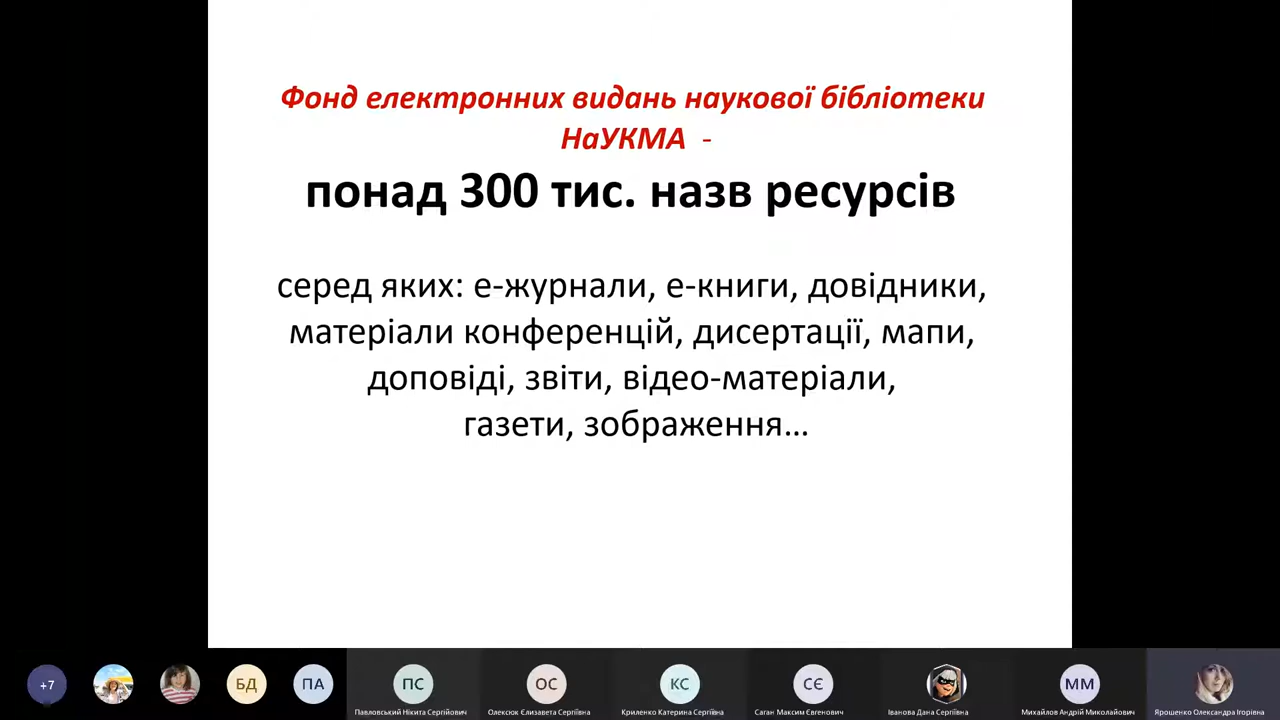 Фонд електронних видань наукової бібліотеки
НаУКМА -
понад 300 тис. назв ресурсів
серед яких: е-журнали, е-книги, довідники,
матеріали конференцій, дисертації, мапи,
доповіді, звіти, відео-матеріали,
газети, зображення...
+7
БД
ПА
ПС
ОС
КС
СЄ
ММ
Павловський Нікита Сергійович
Олексюк Єлизавета Сергіївна
Криленко Катерина Сергіївна
Саган Максим Євгенович
Іванова Дана Сергіївна
Михайлов Андрій Миколайович
Ярошенко Олександра Ігорівна